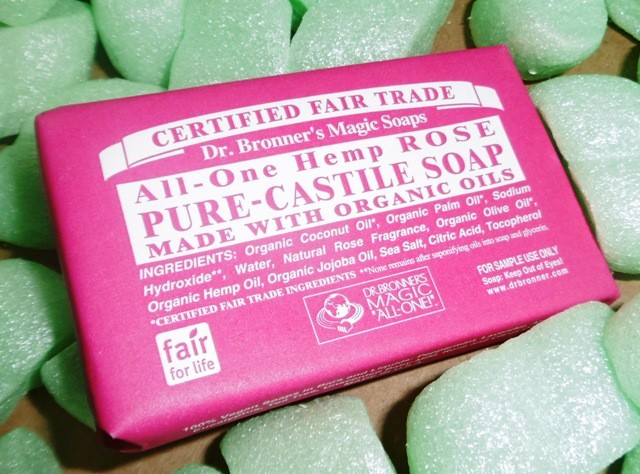 CERTIFIED FAIR TRADE
Dr. Bronner's Magic Soaps
All-One Hemp ROSE
PURE-CASTILE SOAP
MADE WITH ORGANIC OILS
INGREDIENTS: Organic Coconut Oil*, Organic Palm Oil*, Sodium
Hydroxide**, Water, Natural Rose Fragrance, Organic Olive Oil*,
Organic Hemp Oil, Organic Jojoba Oil, Sea Salt, Citric Acid, Tocopherol
*CERTIFIED FAIR TRADE INGREDIENTS **None remains after saponifying oils into soap and glycerin.
fair
for life
DR. BRONNER'S
MAGIC
"ALL-ONE!"
FOR SAMPLE USE ONLY
Soap: Keep Out of Eyes!
www.drbronner.com
100% Vegan Soaps in